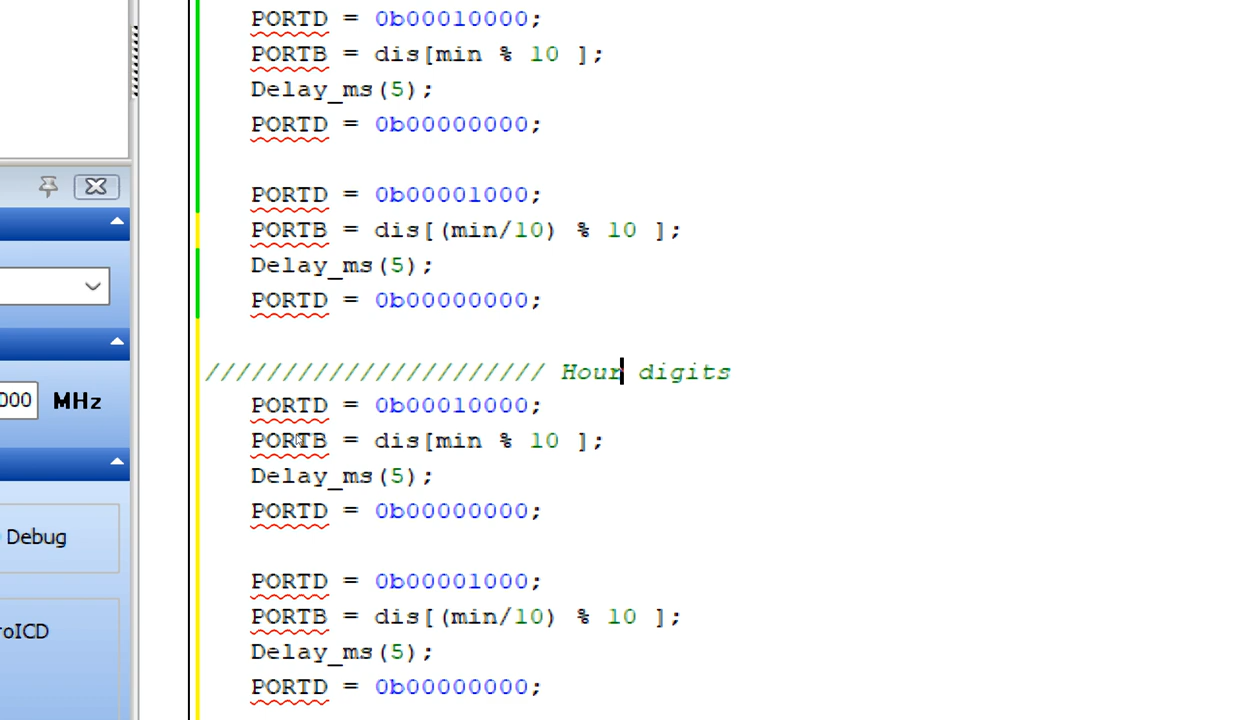 PORTD = 0b00010000;
PORTB = dis[min % 10 ];
Delay_ms(5);
PORTD = 0b00000000;
PORTD = 0b00001000;
PORTB = dis[(min/10) % 10 ];
Delay_ms(5);
PORTD = 0b00000000;
////////////////////// Hour digits
PORTD = 0b00010000;
000 MHz
PORTB = dis[min % 10 ];
Delay_ms(5);
PORTD = 0b00000000;
Debug
PORTD = 0b00001000;
PORTB = dis[(min/10) % 10 ];
roICD
Delay_ms(5);
PORTD = 0b00000000;